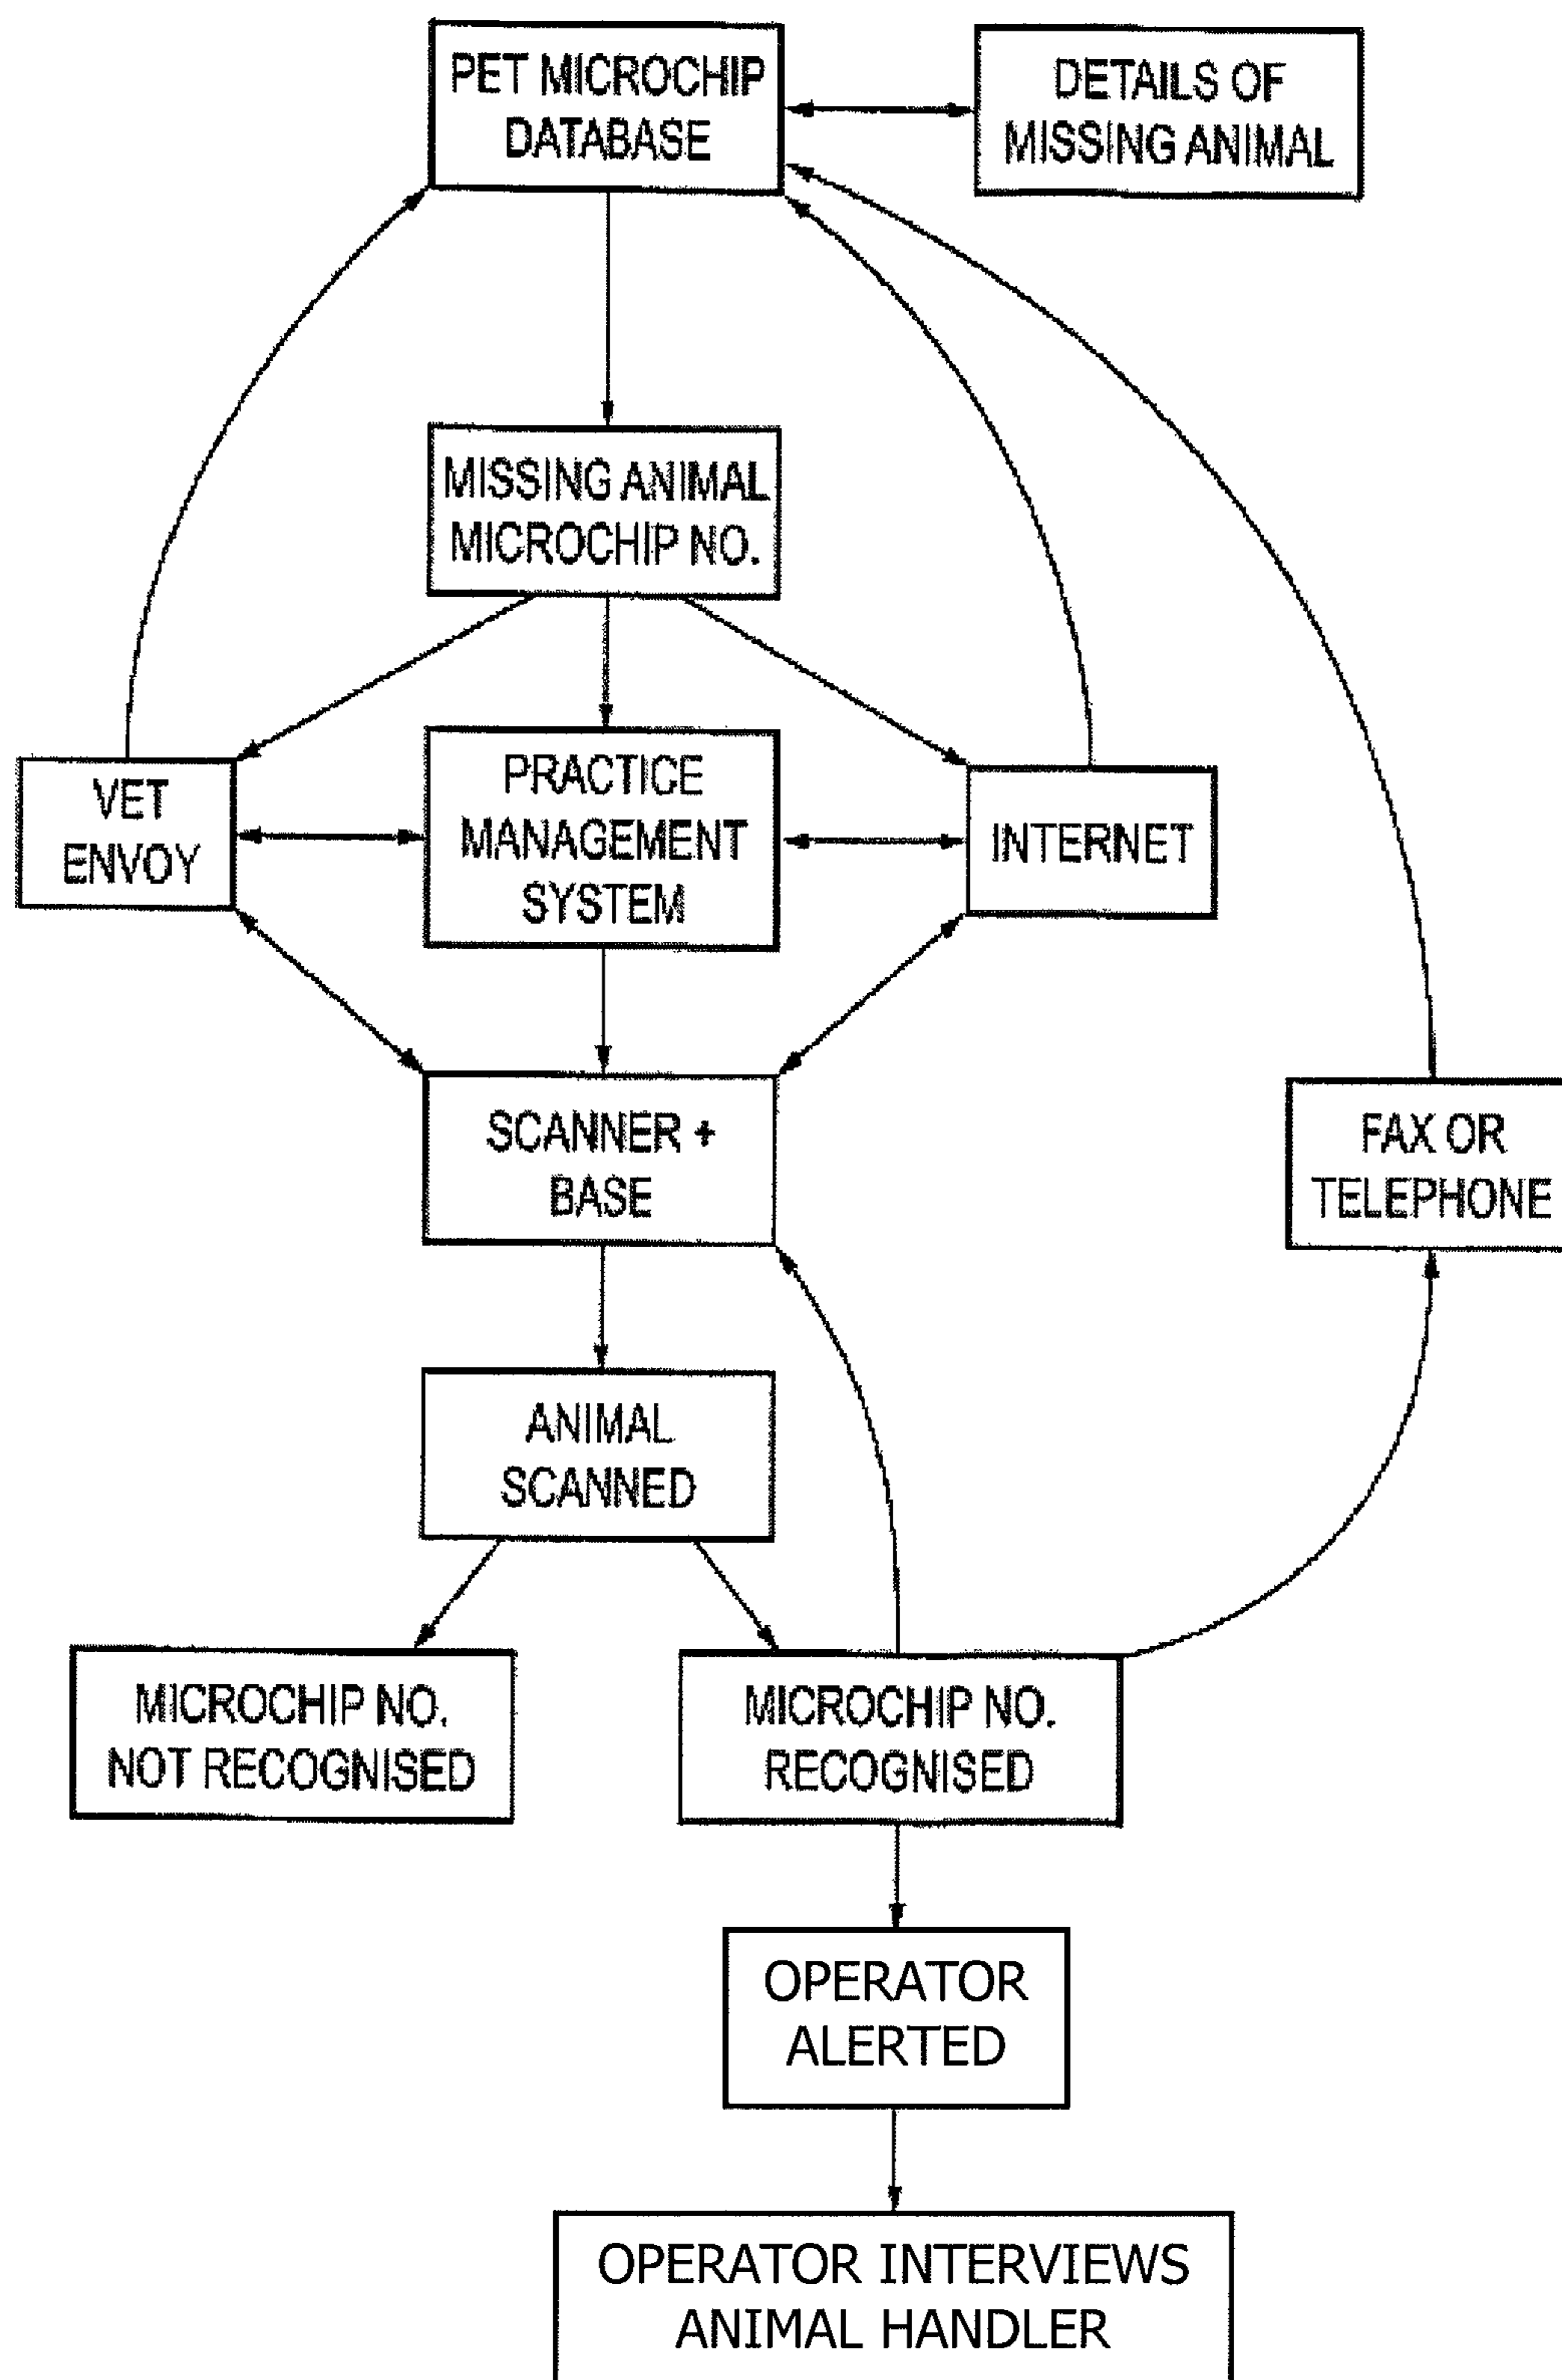 PET MICROCHIP
DATABASE
DETAILS OF
MISSING ANIMAL
MISSING ANIMAL
MICROCHIP NO.
VET
ENVOY
PRACTICE
MANAGEMENT
SYSTEM
INTERNET
SCANNER +
BASE
FAX OR
TELEPHONE
ANIMAL
SCANNED
MICROCHIP NO.
NOT RECOGNISED
MICROCHIP NO.
RECOGNISED
OPERATOR
ALERTED
OPERATOR INTERVIEWS
ANIMAL HANDLER